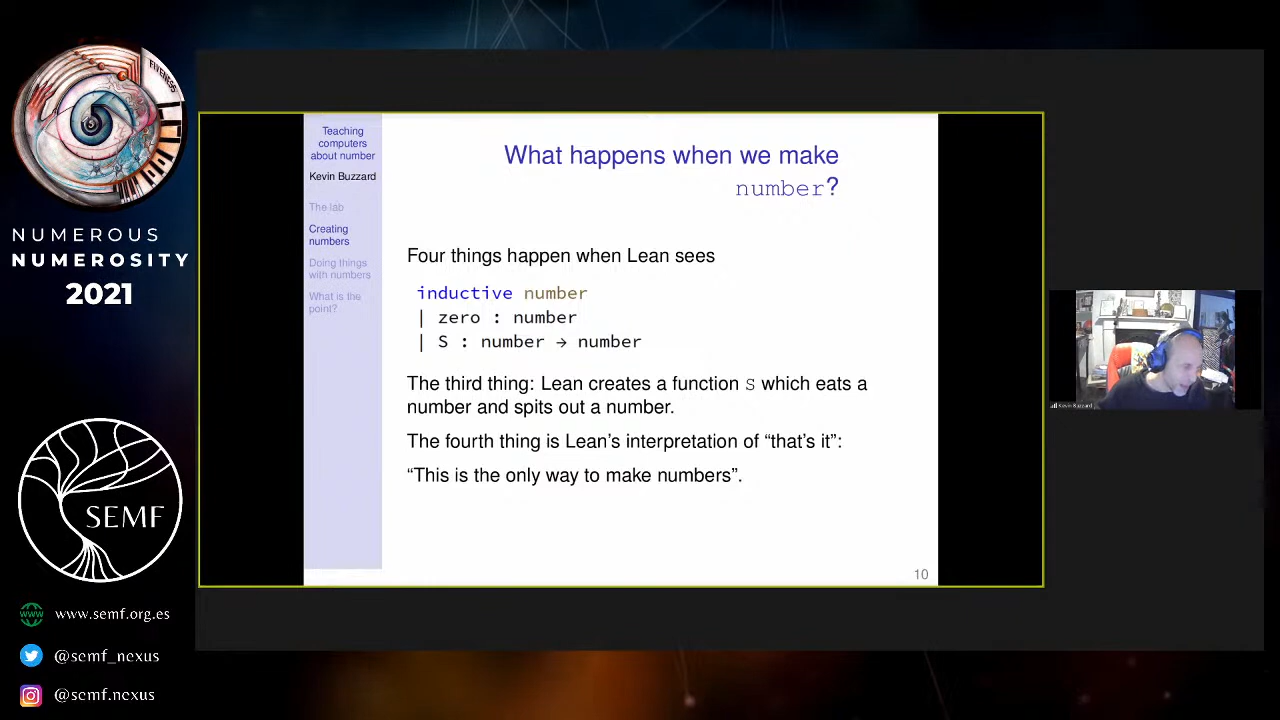 FIVENESS
NUMEROUS
NUMEROSITY
2021
SEMF
www.semf.org.es
@semf_nexus
@semf.nexus
Teaching
computers
about number
Kevin Buzzard
The lab
Creating
numbers
Doing things
with numbers
What is the
point?
What happens when we make
number?
Four things happen when Lean sees
inductive number
| zero : number
| S : number → number
The third thing: Lean creates a function S which eats a
number and spits out a number.
The fourth thing is Lean’s interpretation of “that’s it”:
“This is the only way to make numbers”.
10
Kevin Buzzard